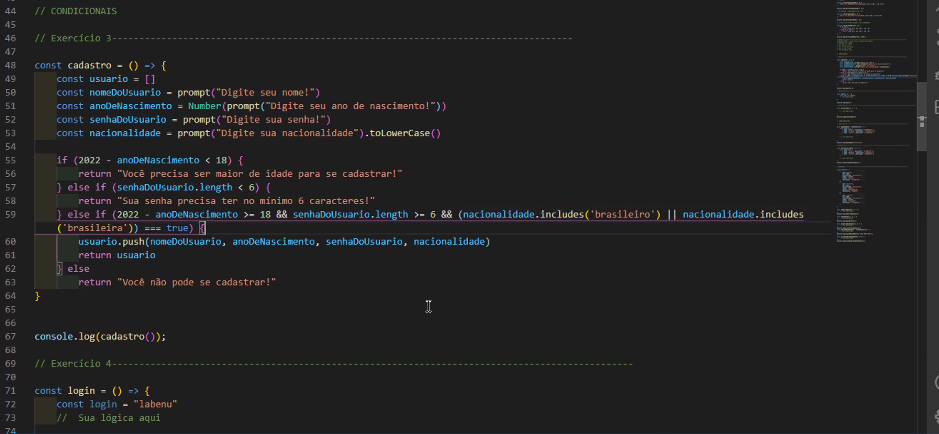 44 // CONDICIONAIS
45
46 // Exercício 3------------------------------------------------------------------------------------
47
48 const cadastro = () => {
49 const usuario = []
50 const nomeDoUsuario = prompt("Digite seu nome!")
51 const anoDeNascimento = Number(prompt("Digite seu ano de nascimento!"))
52 const senhaDoUsuario = prompt("Digite sua senha!")
53 const nacionalidade = prompt("Digite sua nacionalidade").toLowerCase()
54
55 if (2022 - anoDeNascimento < 18) {
56 return "Você precisa ser maior de idade para se cadastrar!"
57 } else if (senhaDoUsuario.length < 6) {
58 return "Sua senha precisa ter no mínimo 6 caracteres!"
59 } else if (2022 - anoDeNascimento >= 18 && senhaDoUsuario.length >= 6 && (nacionalidade.includes('brasileiro') || nacionalidade.includes
('brasileira')) === true) {
60 usuario.push(nomeDoUsuario, anoDeNascimento, senhaDoUsuario, nacionalidade)
61 return usuario
62 } else
63 return "Você não pode se cadastrar!"
64 }
65
66
67 console.log(cadastro());
68
69 // Exercício 4-----------------------------------------------------------------------------------------------
70
71 const login = () => {
72 const login = "labenu"
73 // Sua lógica aqui
74